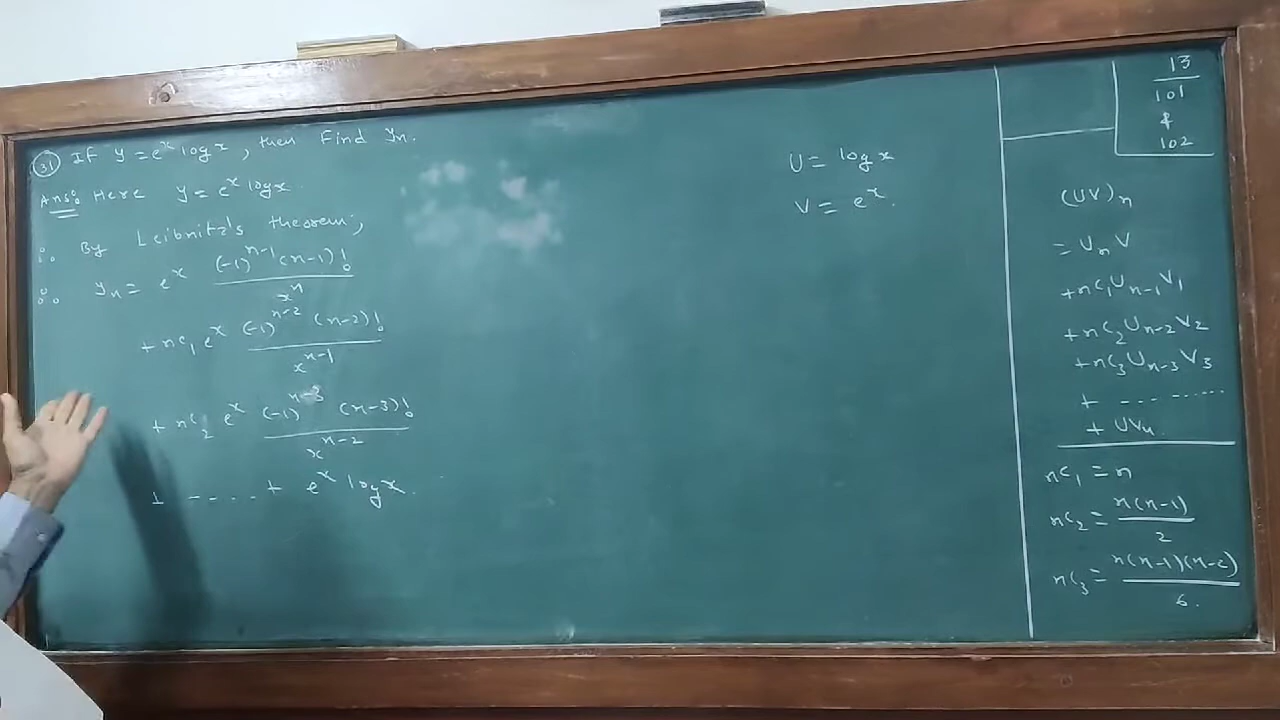 (31) If y = e^x log x, then Find y_n.
Ans: Here y = e^x log x.
∴ By Leibnitz's theorem,
∴ y_n = e^x (-1)^{n-1} (n-1)! / x^n
+ nC_1 e^x (-1)^{n-2} (n-2)! / x^{n-1}
+ nC_2 e^x (-1)^{n-3} (n-3)! / x^{n-2}
+ ----- + e^x log x.
U = log x
V = e^x.
13
101
&
102
(UV)_n
= U_n V
+ nC_1 U_{n-1} V_1
+ nC_2 U_{n-2} V_2
+ nC_3 U_{n-3} V_3
+ ... ......
+ UV_n
nC_1 = n
nC_2 = n(n-1) / 2
nC_3 = n(n-1)(n-2) / 6.